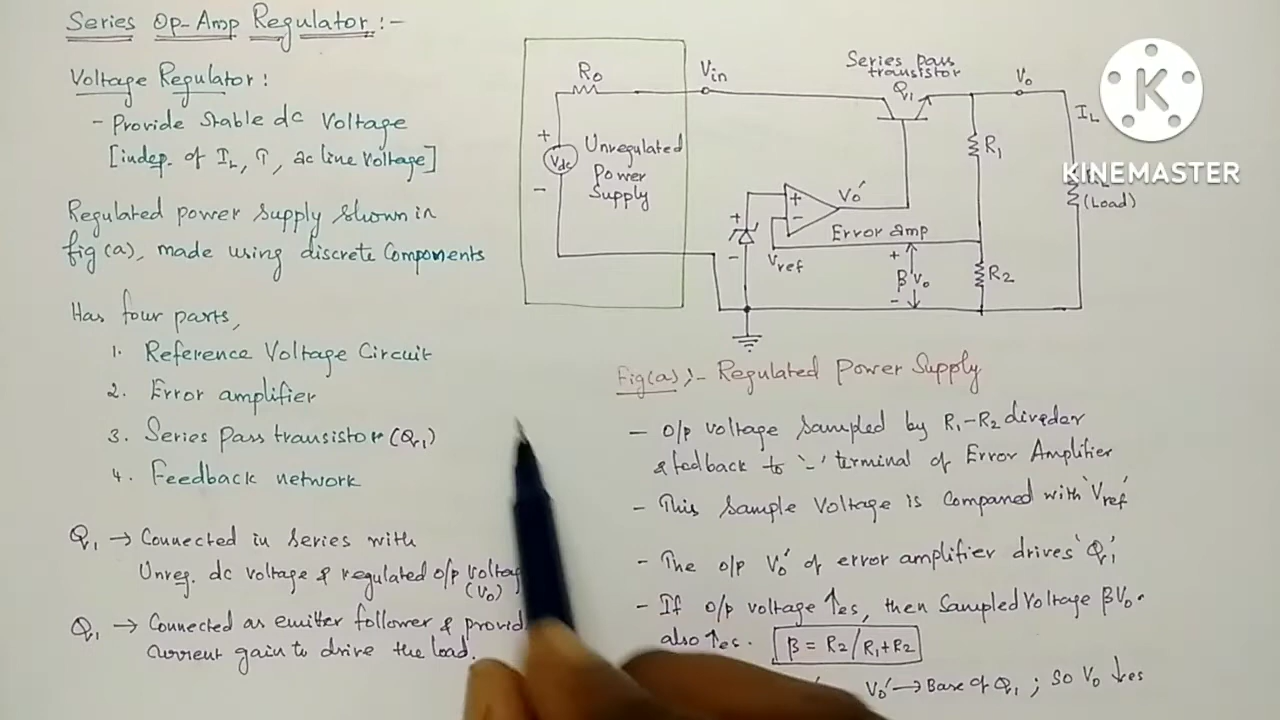 Series Op-Amp Regulator :-
Voltage Regulator :
- Provide stable dc Voltage
[indep. of IL, T, ac line voltage]
Regulated power supply shown in
fig (a), made using discrete Components
Has four parts,
1. Reference Voltage Circuit
2. Error amplifier
3. Series pass transistor (Q1)
4. Feedback network
Q1 → Connected in series with
Unreg. dc voltage & regulated o/p voltag
(V0)
Q1 → Connected as emitter follower & provid
current gain to drive the load.
R0
Vin
Series pass
transistor
Q1
V0
IL
+
Vdc
-
Unregulated
Power
Supply
R1
(Load)
+
-
V0'
Error amp
+
-
Vref
+
βV0
-
R2
Fig(a) :- Regulated Power Supply
- o/p voltage sampled by R1-R2 divedar
& fedback to '-' terminal of Error Amplifier
- This sample voltage is compared with 'Vref'
- The o/p V0' of error amplifier drives 'Q1'
- If o/p voltage ↑es, then sampled voltage βV0
also ↑es. β = R2/R1+R2
V0' → Base of Q1 ; so V0 ↓es
K
KINEMASTER